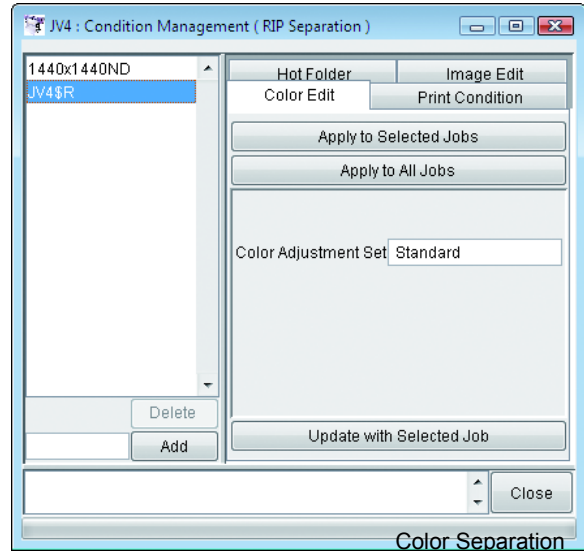 JV4 : Condition Management ( RIP Separation )
1440x1440ND
JV4$R
Delete
Add
Hot Folder
Image Edit
Color Edit
Print Condition
Apply to Selected Jobs
Apply to All Jobs
Color Adjustment Set Standard
Update with Selected Job
Close
Color Separation